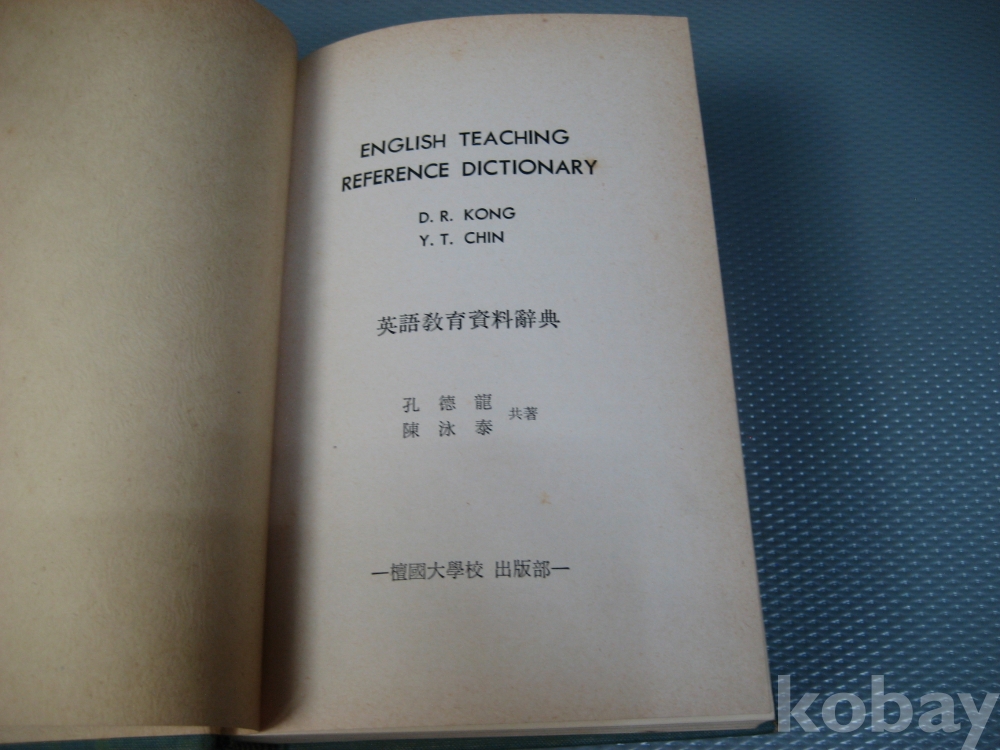 ENGLISH TEACHING
REFERENCE DICTIONARY
D. R. KONG
Y. T. CHIN
英語敎育資料辭典
孔德龍
陳泳泰
共著
—檀國大學校 出版部—
kobay